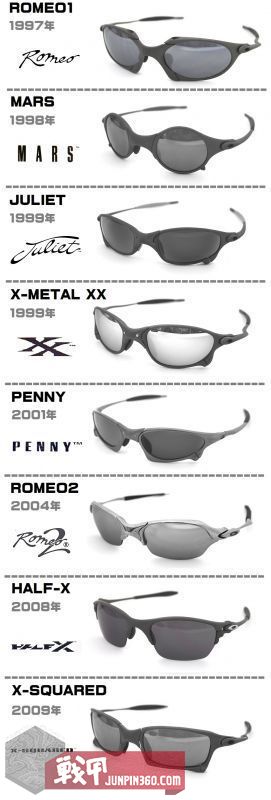 ROMEO1
1997年
Romeo
MARS
1998年
MARS™
JULIET
1999年
Juliet
X-METAL XX
1999年
XX
PENNY
2001年
PENNY™
ROMEO2
2004年
Romeo 2
HALF-X
2008年
HALF X
X-SQUARED
2009年
X-SQUARED
戦甲
JUNPIN360.COM